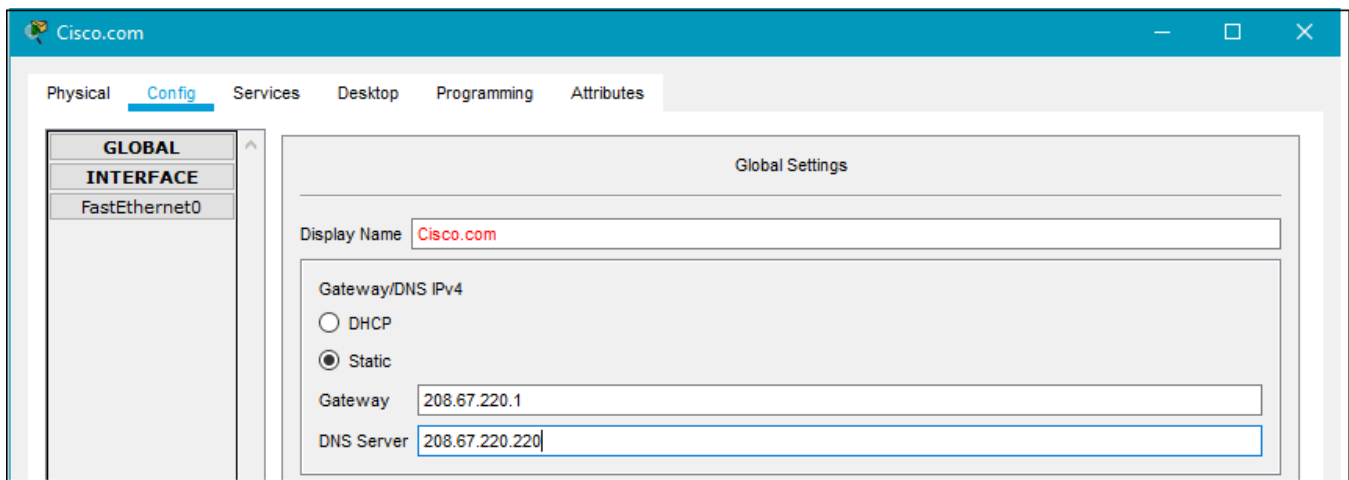 Cisco.com
Physical Config Services Desktop Programming Attributes
GLOBAL
INTERFACE
FastEthernet0
Global Settings
Display Name Cisco.com
Gateway/DNS IPv4
DHCP
Static
Gateway 208.67.220.1
DNS Server 208.67.220.220